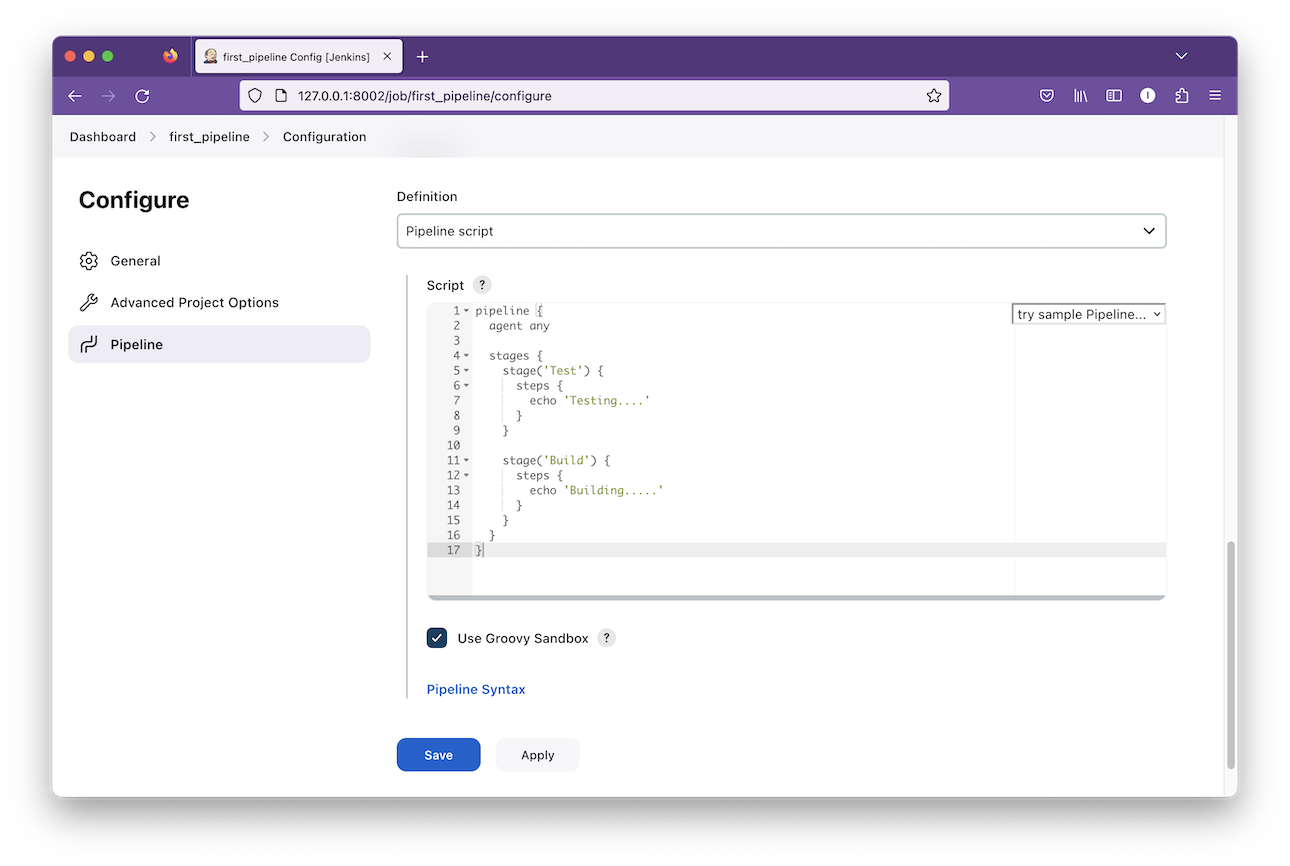 first_pipeline Config [Jenkins]
127.0.0.1:8002/job/first_pipeline/configure
Dashboard > first_pipeline > Configuration
Configure
General
Advanced Project Options
Pipeline
Definition
Pipeline script
Script ?
try sample Pipeline...
1 pipeline {
2   agent any
3
4   stages {
5     stage('Test') {
6       steps {
7         echo 'Testing....'
8       }
9     }
10
11     stage('Build') {
12       steps {
13         echo 'Building.....'
14       }
15     }
16   }
17 }
Use Groovy Sandbox ?
Pipeline Syntax
Save
Apply